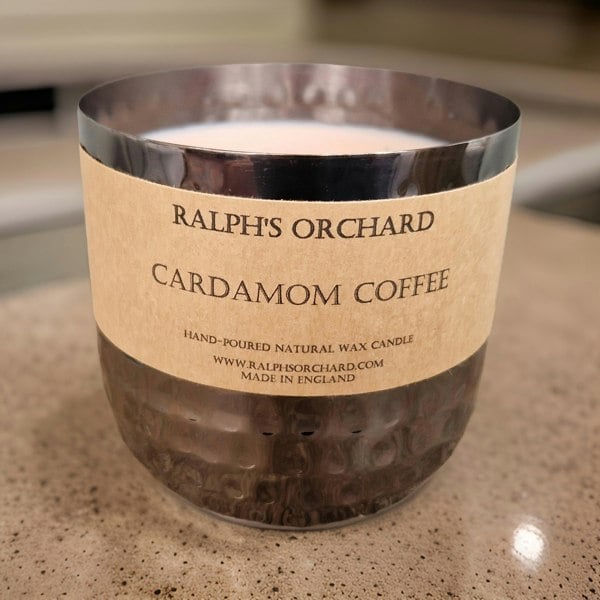 RALPH'S ORCHARD
CARDAMOM COFFEE
HAND-POURED NATURAL WAX CANDLE
WWW.RALPHSORCHARD.COM
MADE IN ENGLAND